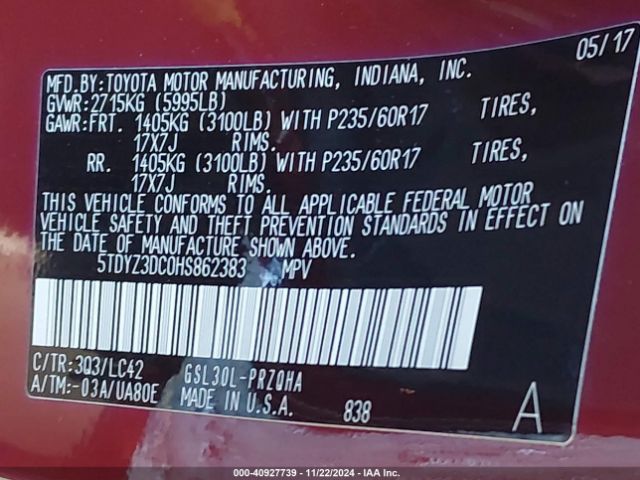 05/17
MFD.BY:TOYOTA MOTOR MANUFACTURING, INDIANA, INC.
GVWR:2715KG (5995LB)
GAWR:FRT. 1405KG (3100LB) WITH P235/60R17 TIRES,
17X7J RIMS.
RR. 1405KG (3100LB) WITH P235/60R17 TIRES,
17X7J RIMS.
THIS VEHICLE CONFORMS TO ALL APPLICABLE FEDERAL MOTOR
VEHICLE SAFETY AND THEFT PREVENTION STANDARDS IN EFFECT ON
THE DATE OF MANUFACTURE SHOWN ABOVE.
5TDYZ3DC0HS862383 MPV
C/TR:3Q3/LC42 GSL30L-PRZQHA
A/TM:-03A/UA80E MADE IN U.S.A. 838 A
000-40927739 - 11/22/2024 - IAA Inc.